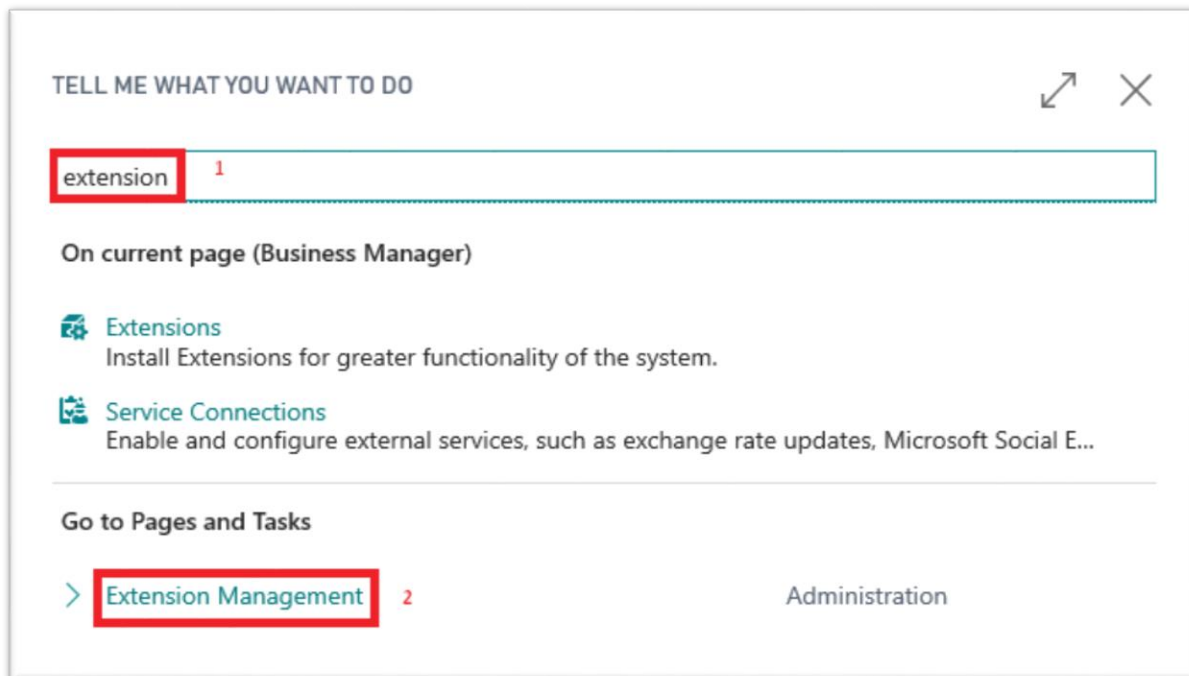 TELL ME WHAT YOU WANT TO DO
extension 1
On current page (Business Manager)
Extensions
Install Extensions for greater functionality of the system.
Service Connections
Enable and configure external services, such as exchange rate updates, Microsoft Social E...
Go to Pages and Tasks
Extension Management 2 Administration